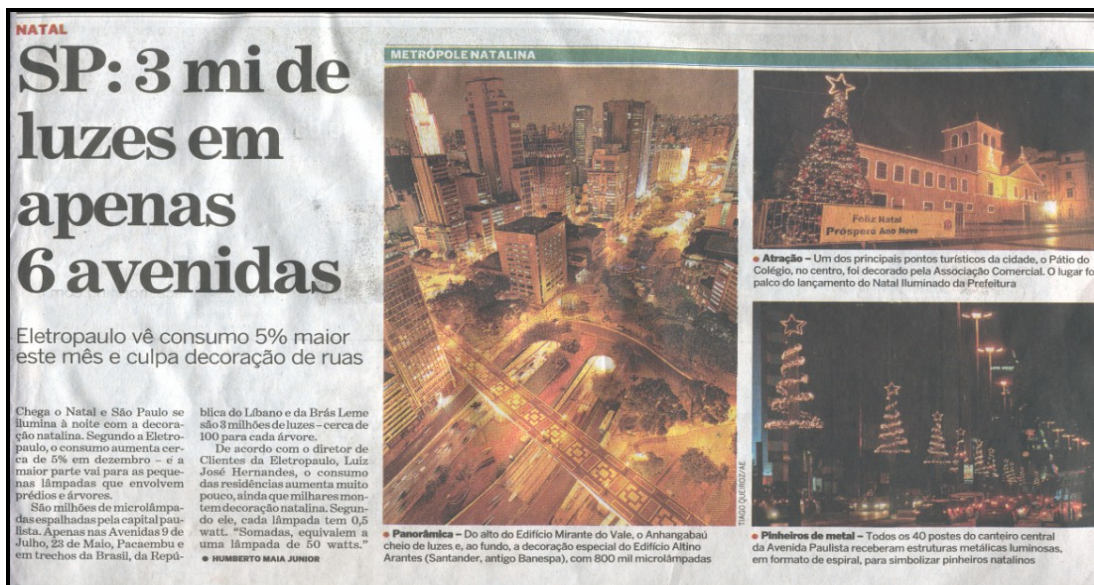 NATAL
SP: 3 mi de
luzes em
apenas
6 avenidas
Eletropaulo vê consumo 5% maior
este mês e culpa decoração de ruas
Chega o Natal e São Paulo se
ilumina à noite com a decora-
ção natalina. Segundo a Eletro-
paulo, o consumo aumenta cer-
ca de 5% em dezembro – e a
maior parte vai para as peque-
nas lâmpadas que envolvem
prédios e árvores.
São milhões de microlâmpa-
das espalhadas pela capital pau-
lista. Apenas nas Avenidas 9 de
Julho, 23 de Maio, Pacaembu e
em trechos da Brasil, da Repú-
blica do Líbano e da Brás Leme
são 3 milhões de luzes – cerca de
100 para cada árvore.
De acordo com o diretor de
Clientes da Eletropaulo, Luiz
José Hernandes, o consumo
das residências aumenta muito
pouco, ainda que milhares mon-
tem decoração natalina. Segun-
do ele, cada lâmpada tem 0,5
watt. “Somadas, equivalem a
uma lâmpada de 50 watts.”
● HUMBERTO MAIA JUNIOR
METRÓPOLE NATALINA
TIAGO QUEIROZ/AE
● Panorâmica – Do alto do Edifício Mirante do Vale, o Anhangabaú
cheio de luzes e, ao fundo, a decoração especial do Edifício Altino
Arantes (Santander, antigo Banespa), com 800 mil microlâmpadas
Feliz Natal
Próspero Ano Novo
● Atração – Um dos principais pontos turísticos da cidade, o Pátio do
Colégio, no centro, foi decorado pela Associação Comercial. O lugar fo
palco do lançamento do Natal Iluminado da Prefeitura
● Pinheiros de metal – Todos os 40 postes do canteiro central
da Avenida Paulista receberam estruturas metálicas luminosas,
em formato de espiral, para simbolizar pinheiros natalinos